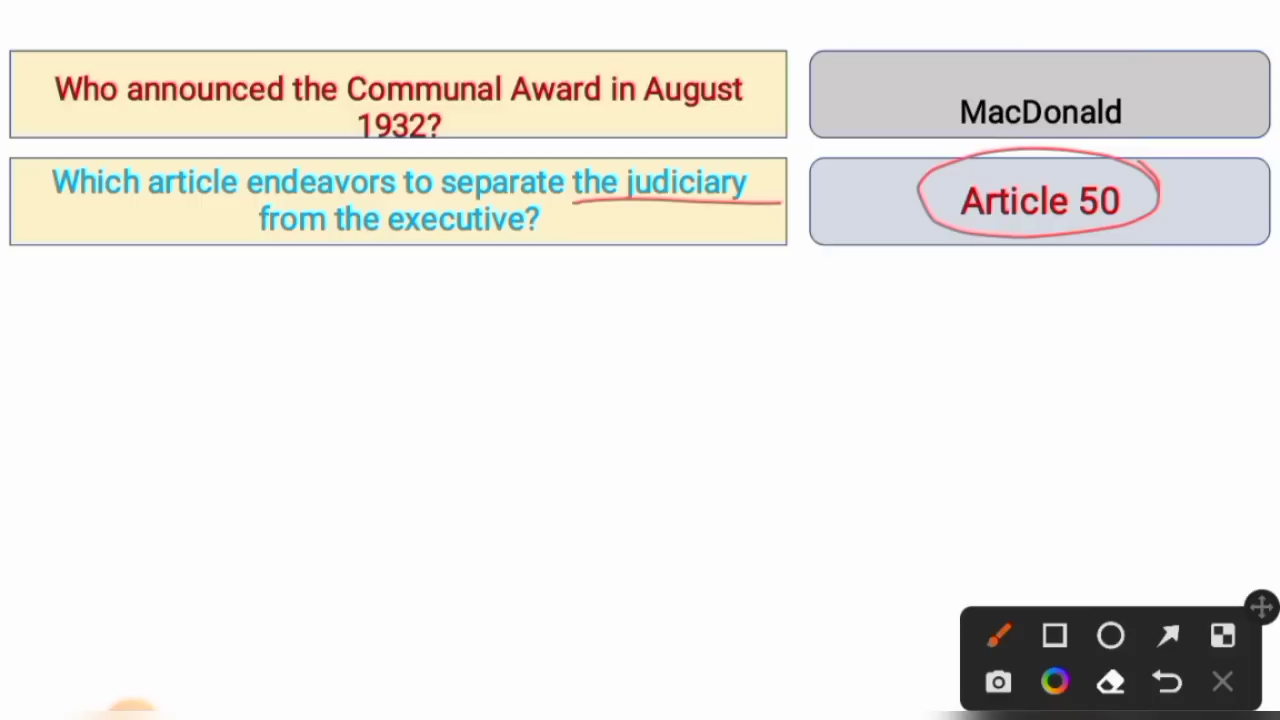 Who announced the Communal Award in August
1932?
MacDonald
Which article endeavors to separate the judiciary
from the executive?
Article 50